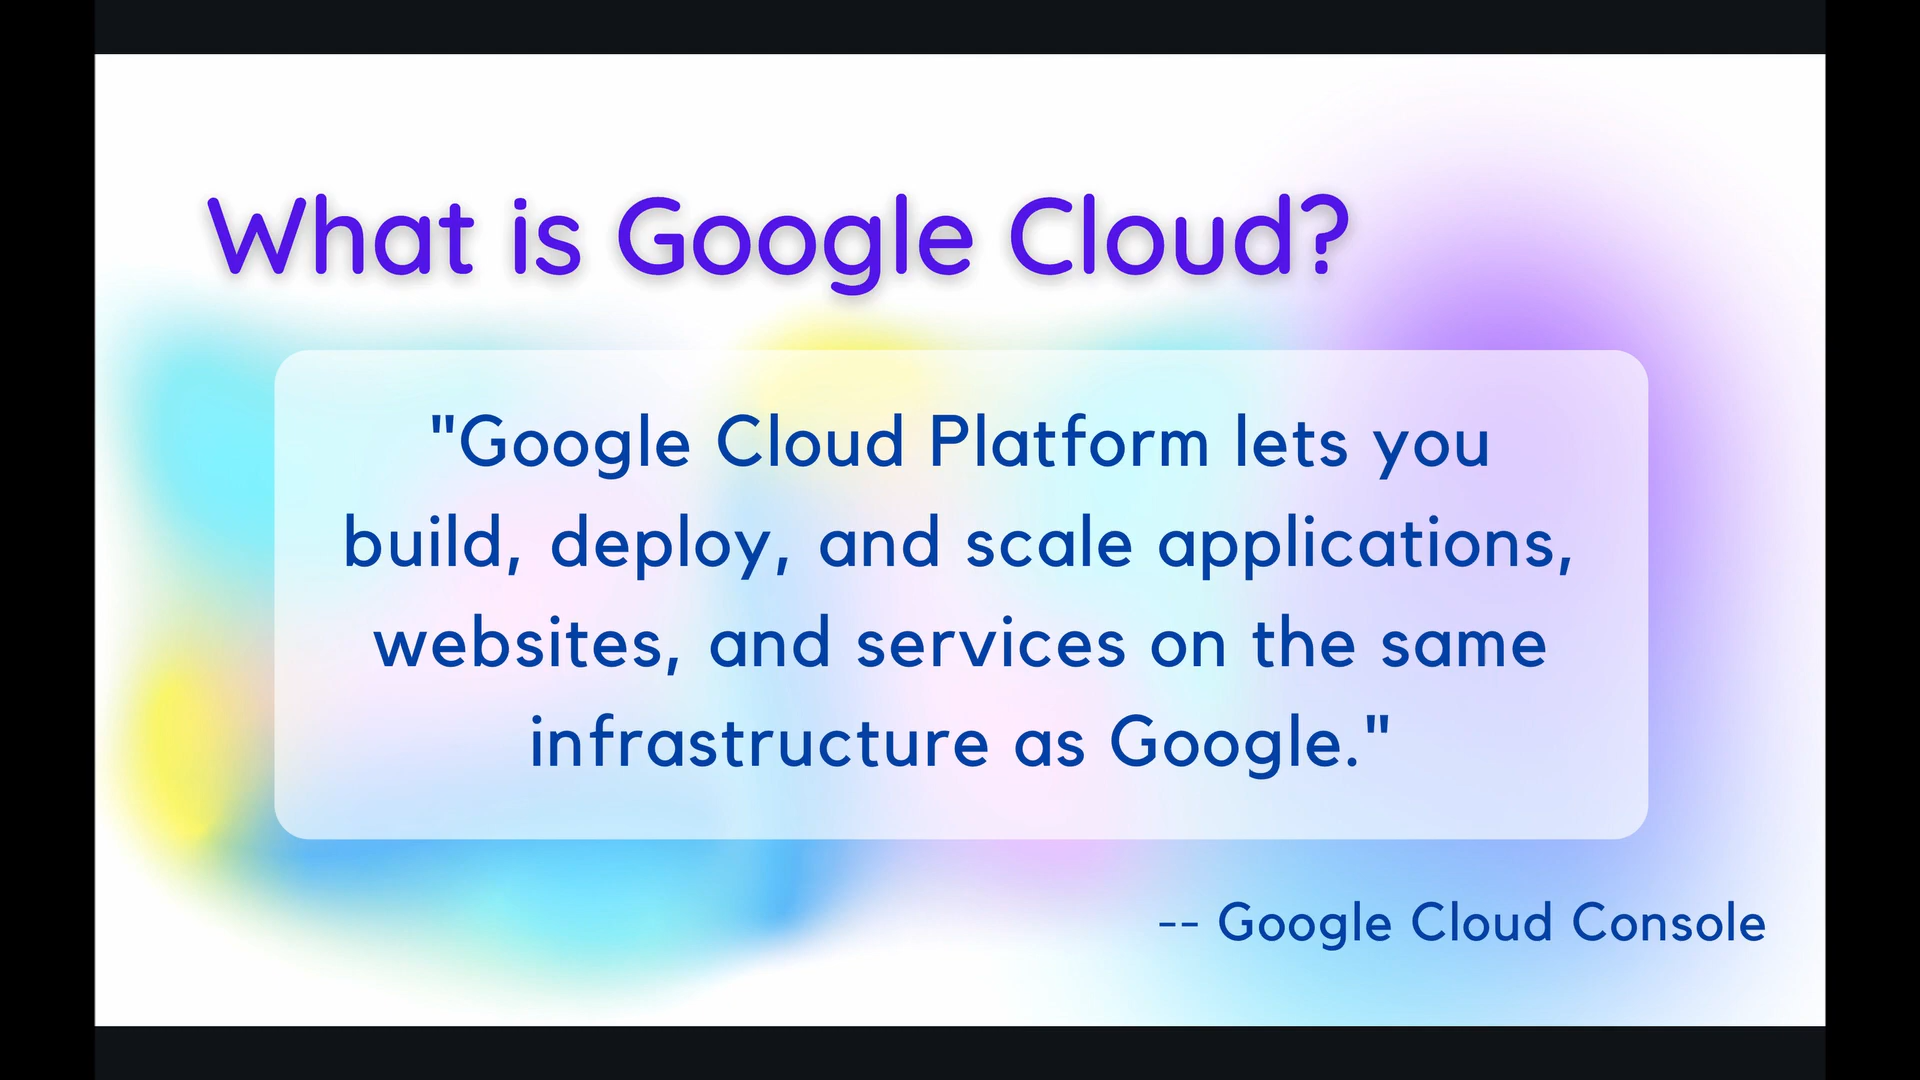 What is Google Cloud?
"Google Cloud Platform lets you
build, deploy, and scale applications,
websites, and services on the same
infrastructure as Google."
-- Google Cloud Console